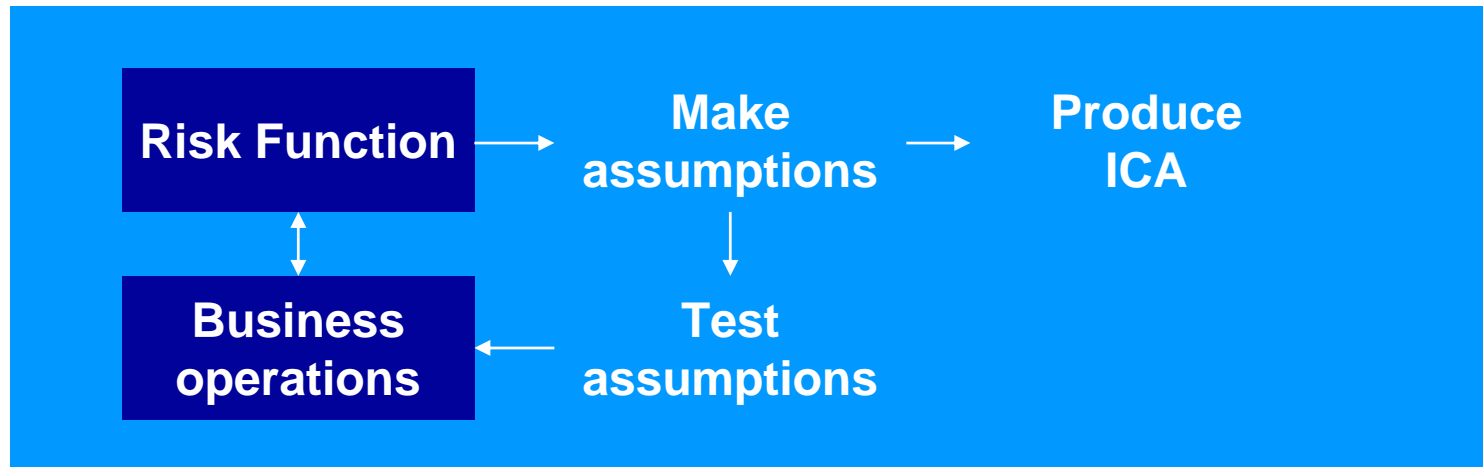 Risk Function
Make
assumptions
Produce
ICA
Business
operations
Test
assumptions